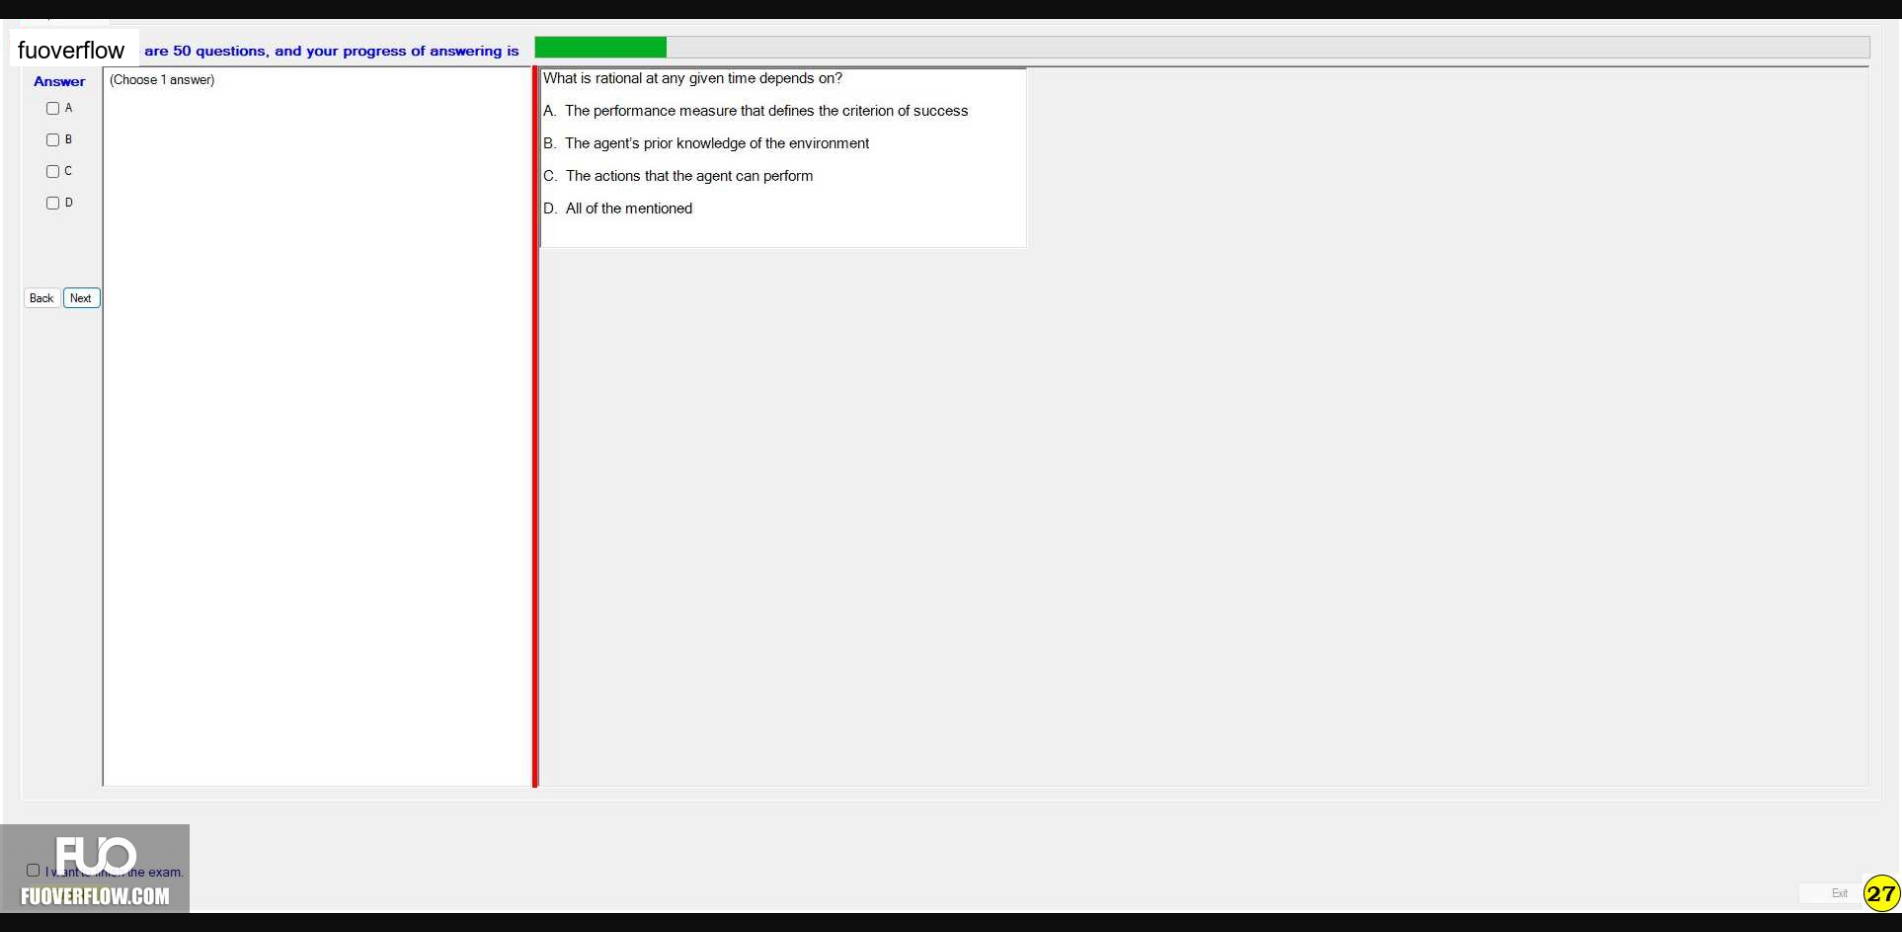 fuoverflow are 50 questions, and your progress of answering is
Answer
(Choose 1 answer)
A
B
C
D
Back Next
What is rational at any given time depends on?
A. The performance measure that defines the criterion of success
B. The agent's prior knowledge of the environment
C. The actions that the agent can perform
D. All of the mentioned
FUO
I want to finish the exam.
FUOVERFLOW.COM
Exit
27